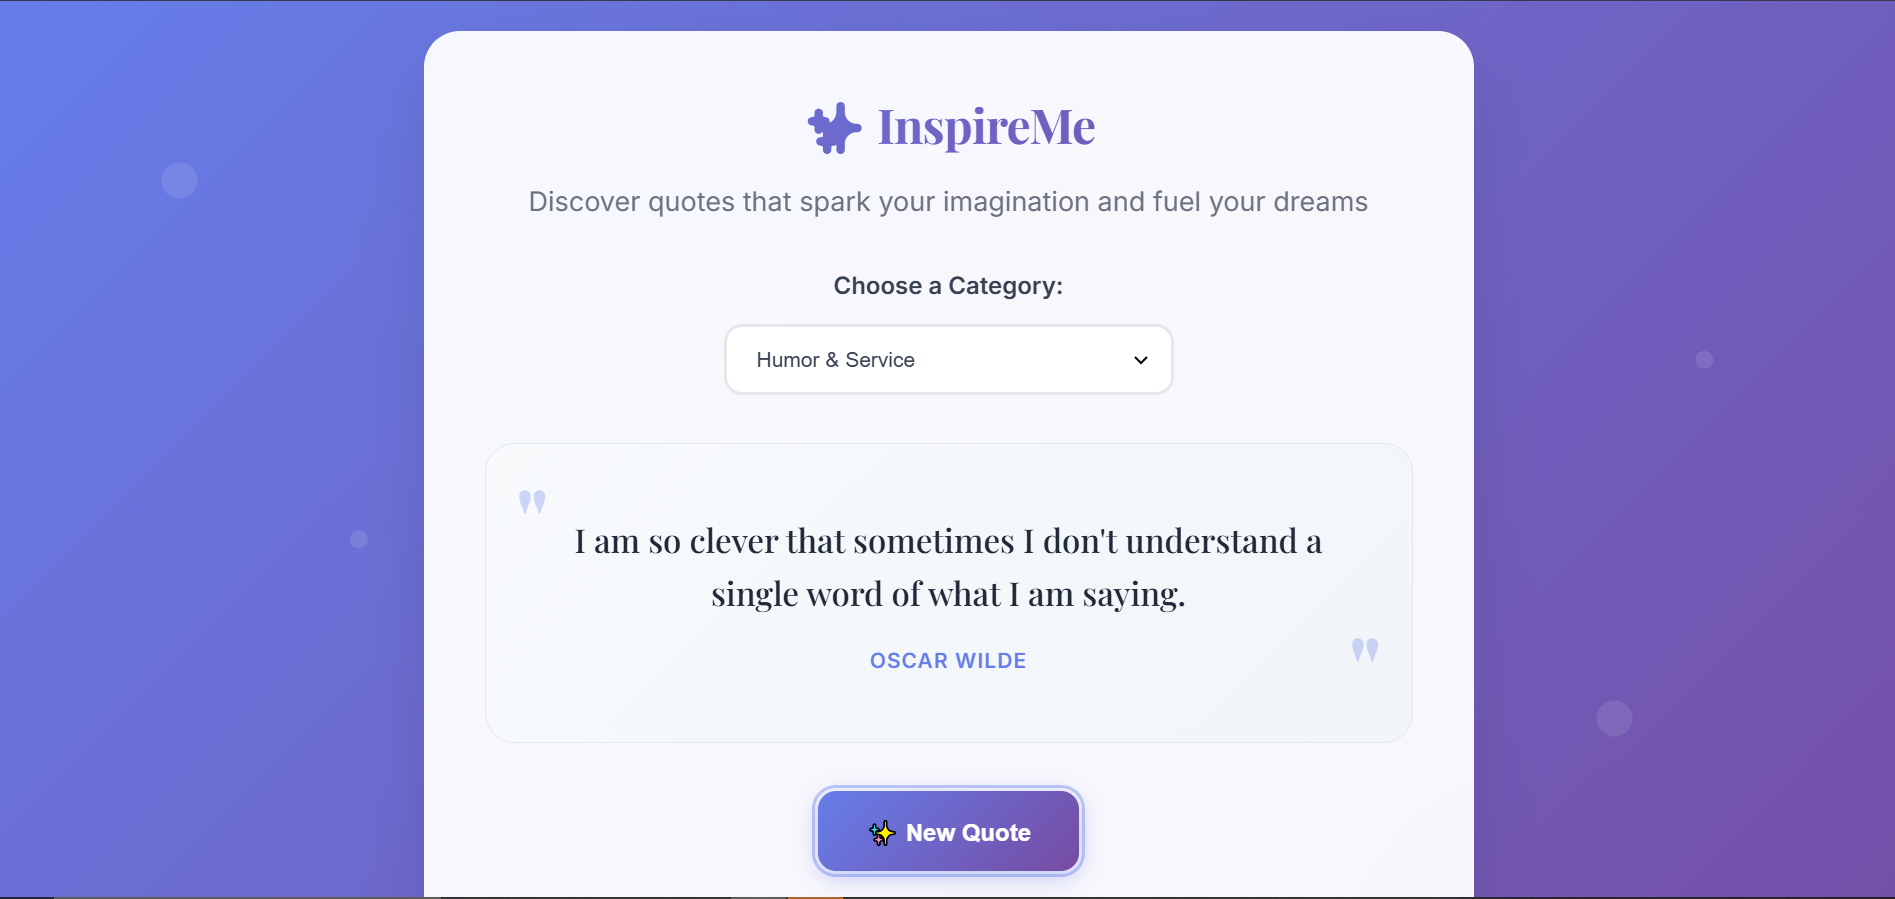 InspireMe
Discover quotes that spark your imagination and fuel your dreams
Choose a Category:
Humor & Service
"
I am so clever that sometimes I don't understand a
single word of what I am saying.
"
OSCAR WILDE
✨ New Quote